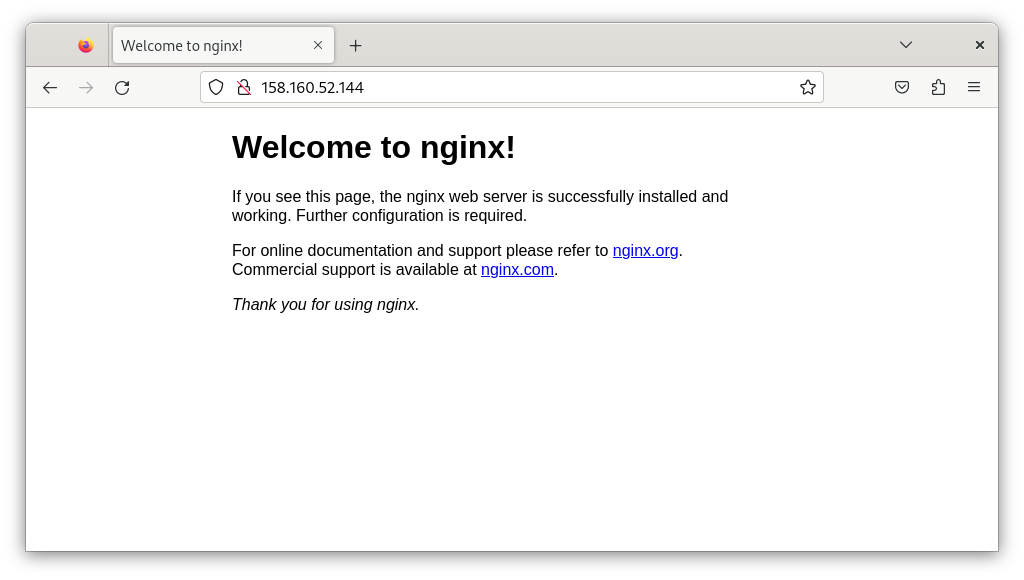 Welcome to nginx!
158.160.52.144
Welcome to nginx!
If you see this page, the nginx web server is successfully installed and
working. Further configuration is required.
For online documentation and support please refer to nginx.org.
Commercial support is available at nginx.com.
Thank you for using nginx.